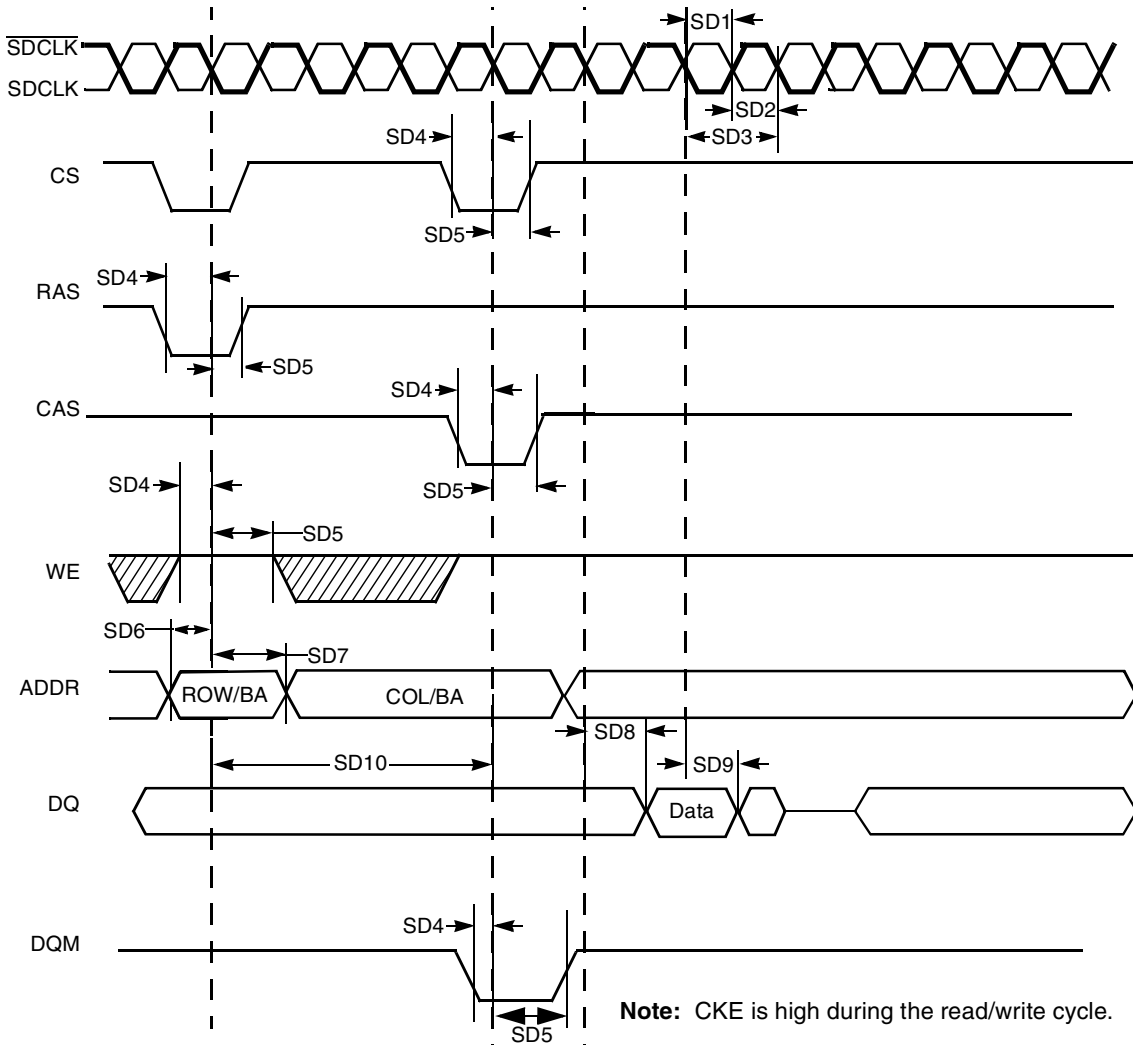 SD1
SDCLK
SDCLK
SD2
SD4
SD3
CS
SD5
SD4
RAS
SD5
SD4
CAS
SD4
SD5
SD5
WE
SD6
SD7
ADDR
ROW/BA
COL/BA
SD8
SD10
SD9
DQ
Data
SD4
DQM
Note: CKE is high during the read/write cycle.
SD5